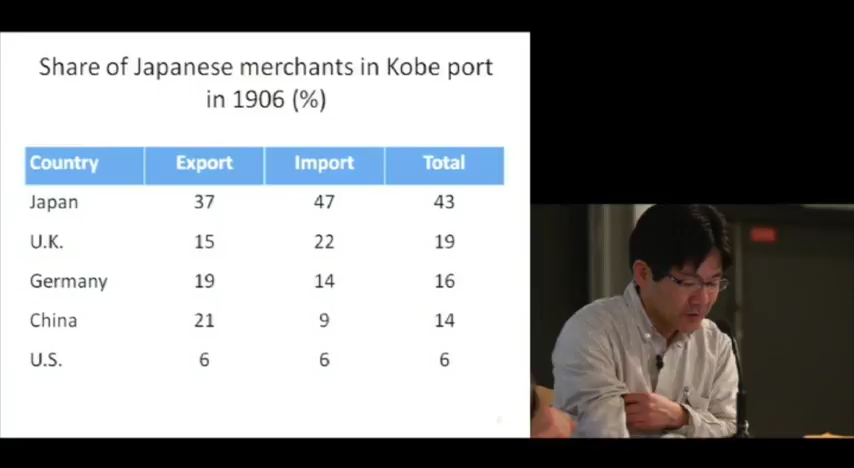 Share of Japanese merchants in Kobe port
in 1906 (%)
Country Export Import Total
Japan 37 47 43
U.K. 15 22 19
Germany 19 14 16
China 21 9 14
U.S. 6 6 6